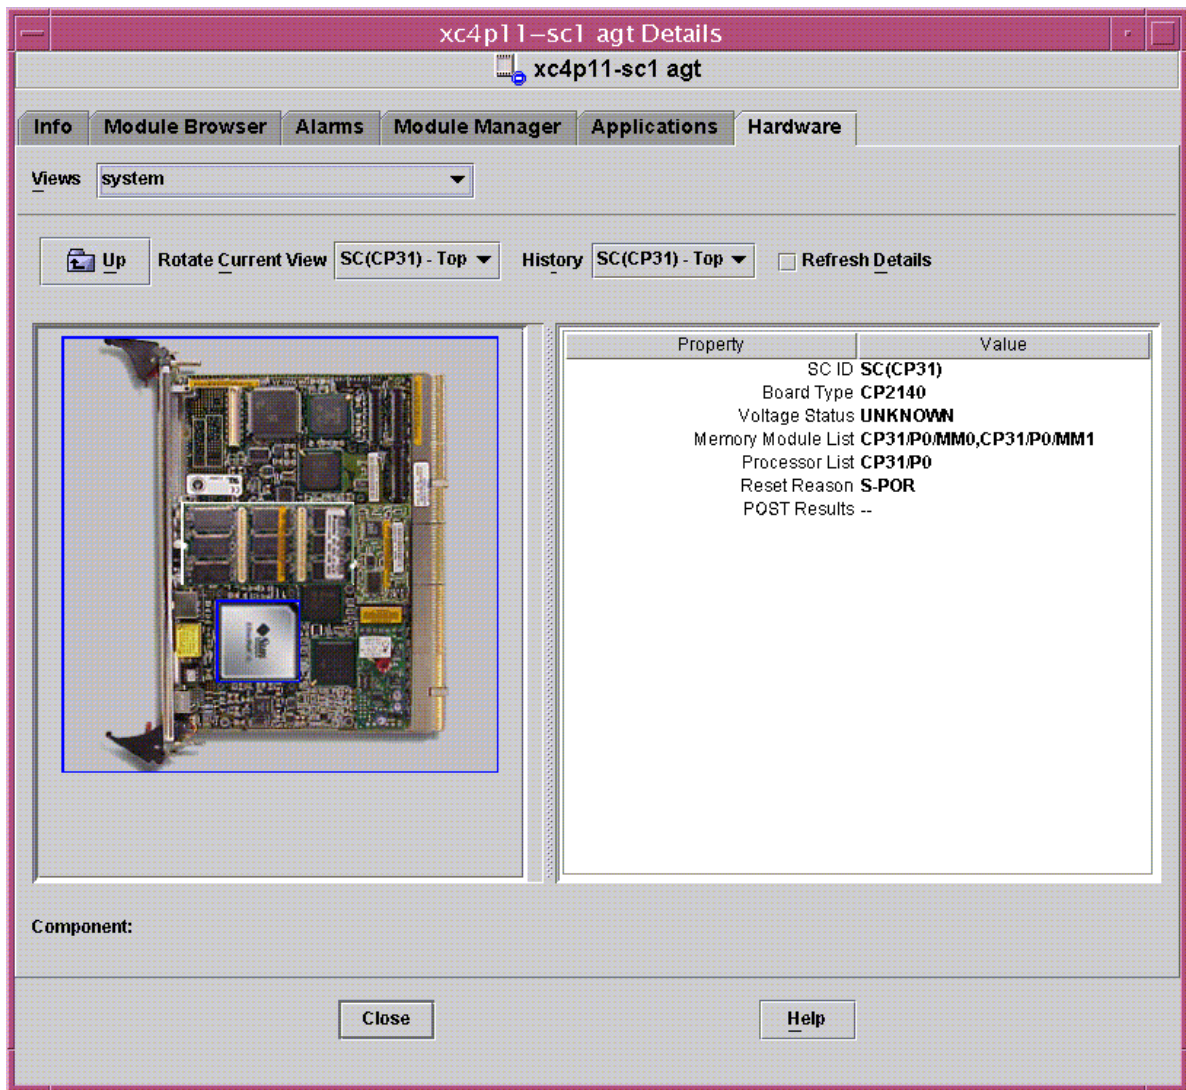 xc4p11-sc1 agt Details
xc4p11-sc1 agt
Info Module Browser Alarms Module Manager Applications Hardware
Views system
Up Rotate Current View SC(CP31) - Top History SC(CP31) - Top Refresh Details
Property Value
SC ID SC(CP31)
Board Type CP2140
Voltage Status UNKNOWN
Memory Module List CP31/P0/MM0,CP31/P0/MM1
Processor List CP31/P0
Reset Reason S-POR
POST Results --
Sun
Component:
Close Help